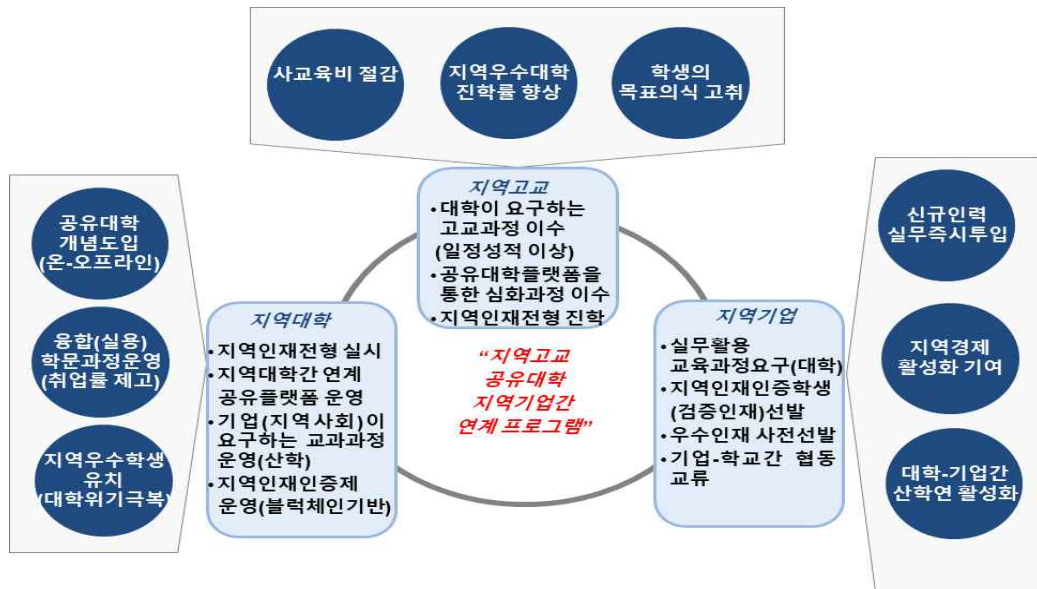 사교육비 절감
지역우수대학
진학률 향상
학생의
목표의식 고취
지역고교
•대학이 요구하는
고교과정 이수
(일정성적 이상)
•공유대학플랫폼을
통한 심화과정 이수
•지역인재전형 진학
공유대학
개념도입
(온-오프라인)
융합(실용)
학문과정운영
(취업률 제고)
지역우수학생
유치
(대학위기극복)
지역대학
•지역인재전형 실시
•지역대학간 연계
공유플랫폼 운영
•기업(지역사회)이
요구하는 교과과정
운영(산학)
•지역인재인증제
운영(블럭체인기반)
“지역고교
공유대학
지역기업간
연계 프로그램”
지역기업
•실무활용
교육과정요구(대학)
•지역인재인증학생
(검증인재)선발
•우수인재 사전선발
•기업-학교간 협동
교류
신규인력
실무즉시투입
지역경제
활성화 기여
대학-기업간
산학연 활성화